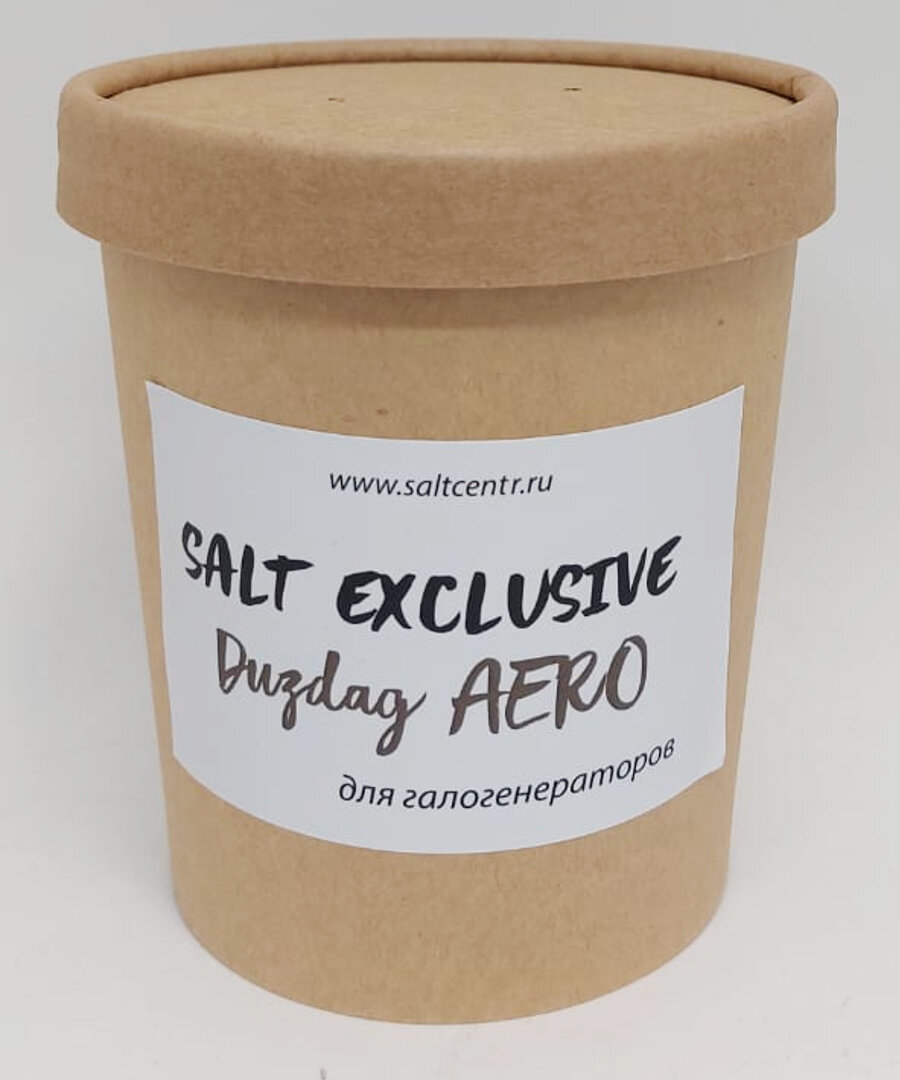 www.saltcentr.ru
SALT EXCLUSIVE
Duzdag AERO
для галогенераторов